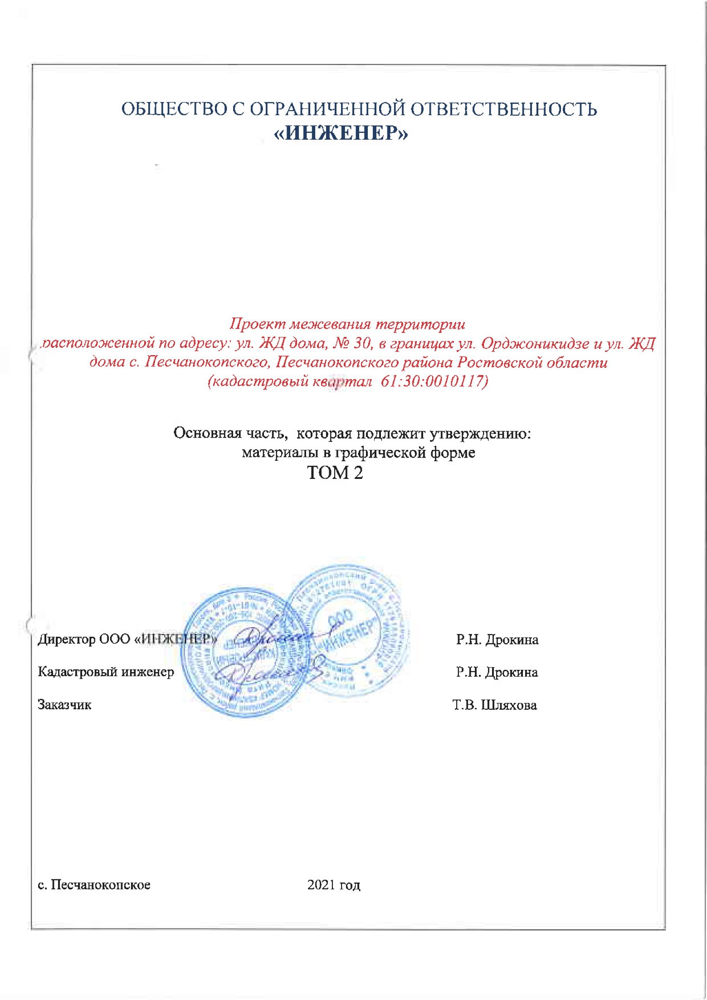 ОБЩЕСТВО С ОГРАНИЧЕННОЙ ОТВЕТСТВЕННОСТЬ
«ИНЖЕНЕР»
Проект межевания территории
расположенной по адресу: ул. ЖД дома, № 30, в границах ул. Орджоникидзе и ул. ЖД
дома с. Песчанокопского, Песчанокопского района Ростовской области
(кадастровый квартал 61:30:0010117)
Основная часть, которая подлежит утверждению:
материалы в графической форме
ТОМ 2
ООО
"ИНЖЕНЕР"
Директор ООО «ИНЖЕНЕР» Р.Н. Дрокина
Кадастровый инженер Р.Н. Дрокина
Заказчик Т.В. Шляхова
с. Песчанокопское 2021 год